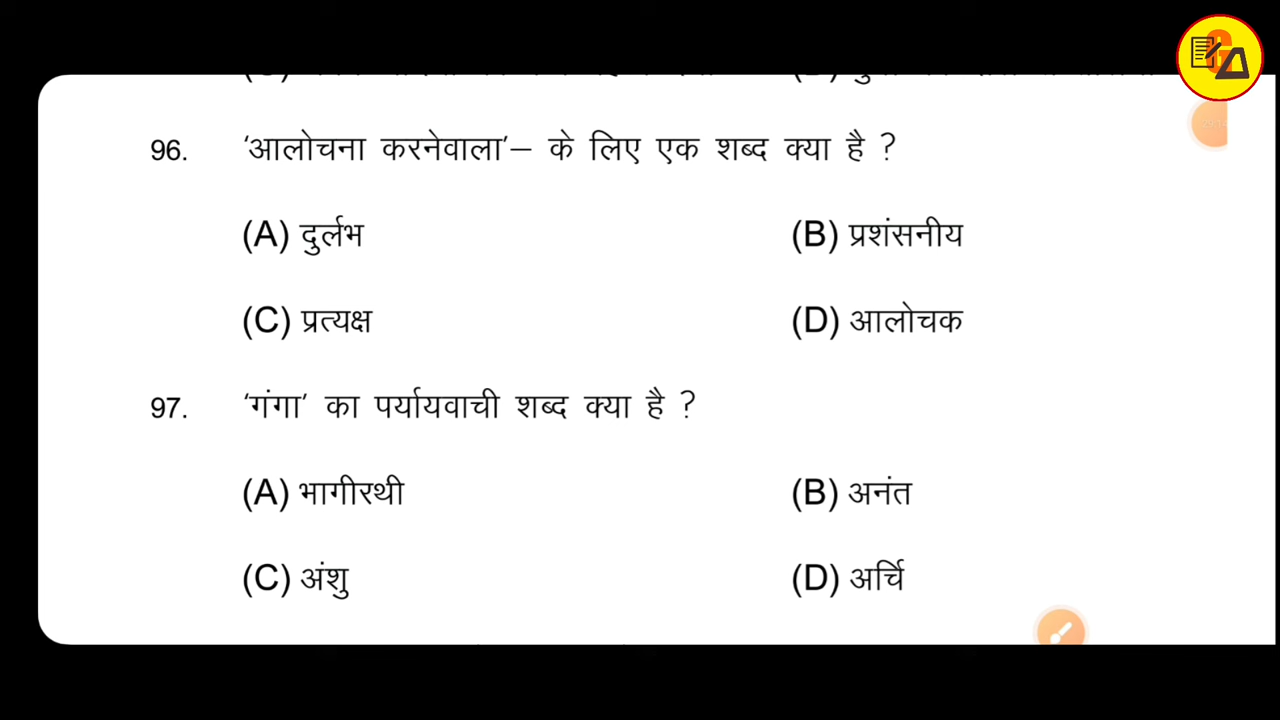 96. ‘आलोचना करनेवाला’– के लिए एक शब्द क्या है ?
(A) दुर्लभ (B) प्रशंसनीय
(C) प्रत्यक्ष (D) आलोचक
97. ‘गंगा’ का पर्यायवाची शब्द क्या है ?
(A) भागीरथी (B) अनंत
(C) अंशु (D) अर्चि